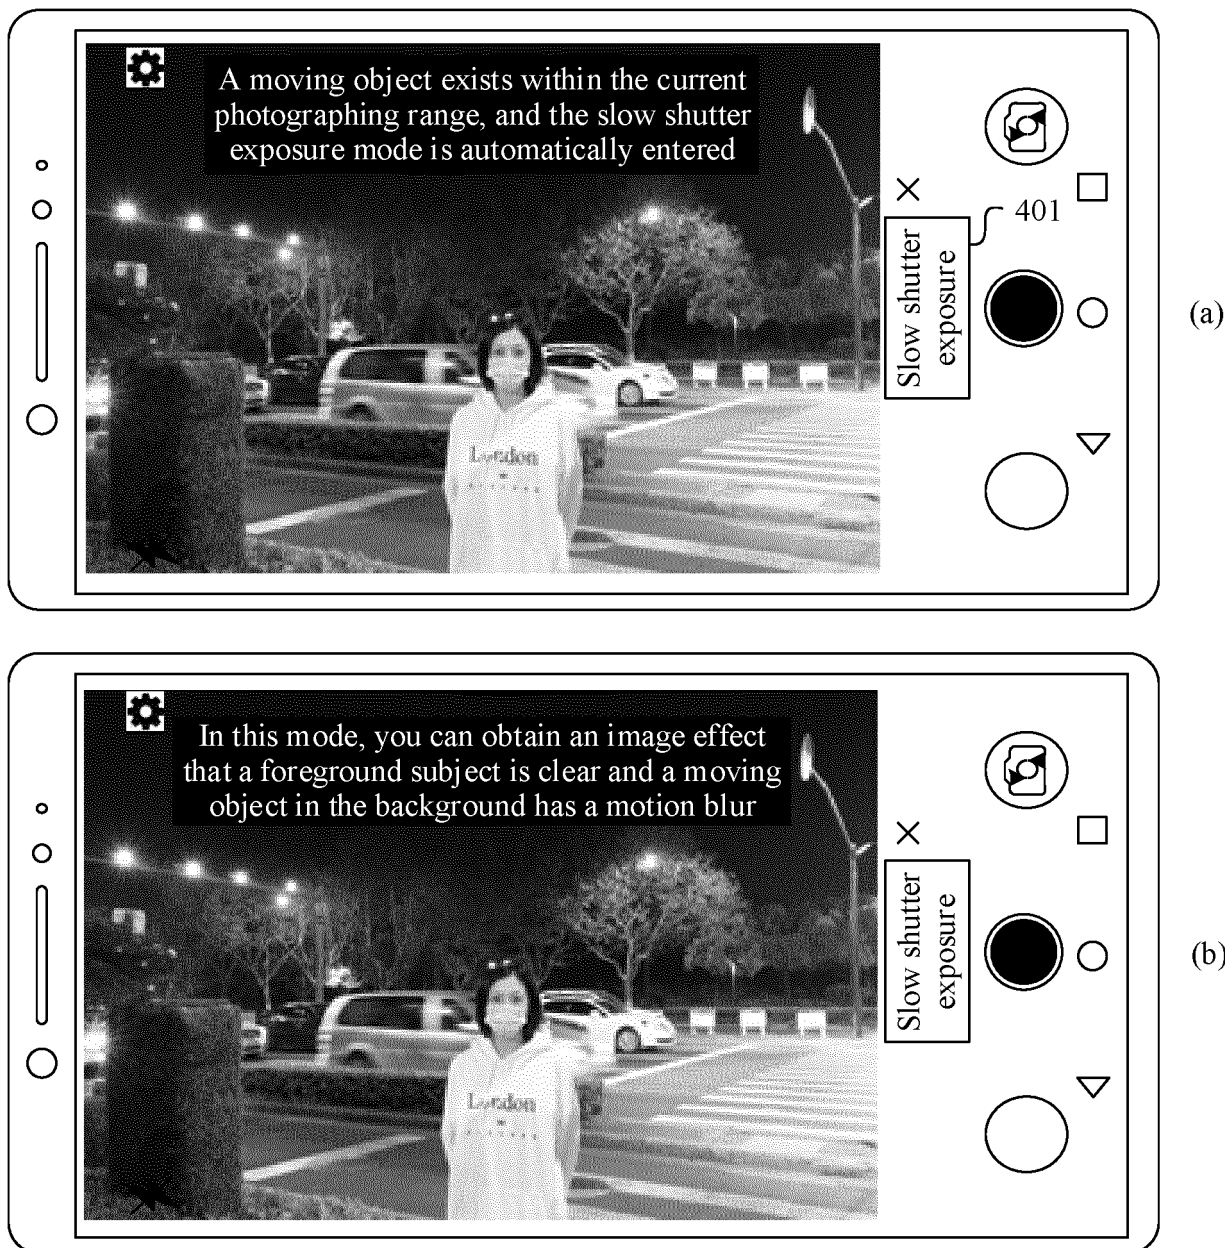 A moving object exists within the current
photographing range, and the slow shutter
exposure mode is automatically entered
401
Slow shutter
exposure
(a)
London
In this mode, you can obtain an image effect
that a foreground subject is clear and a moving
object in the background has a motion blur
Slow shutter
exposure
(b)
London